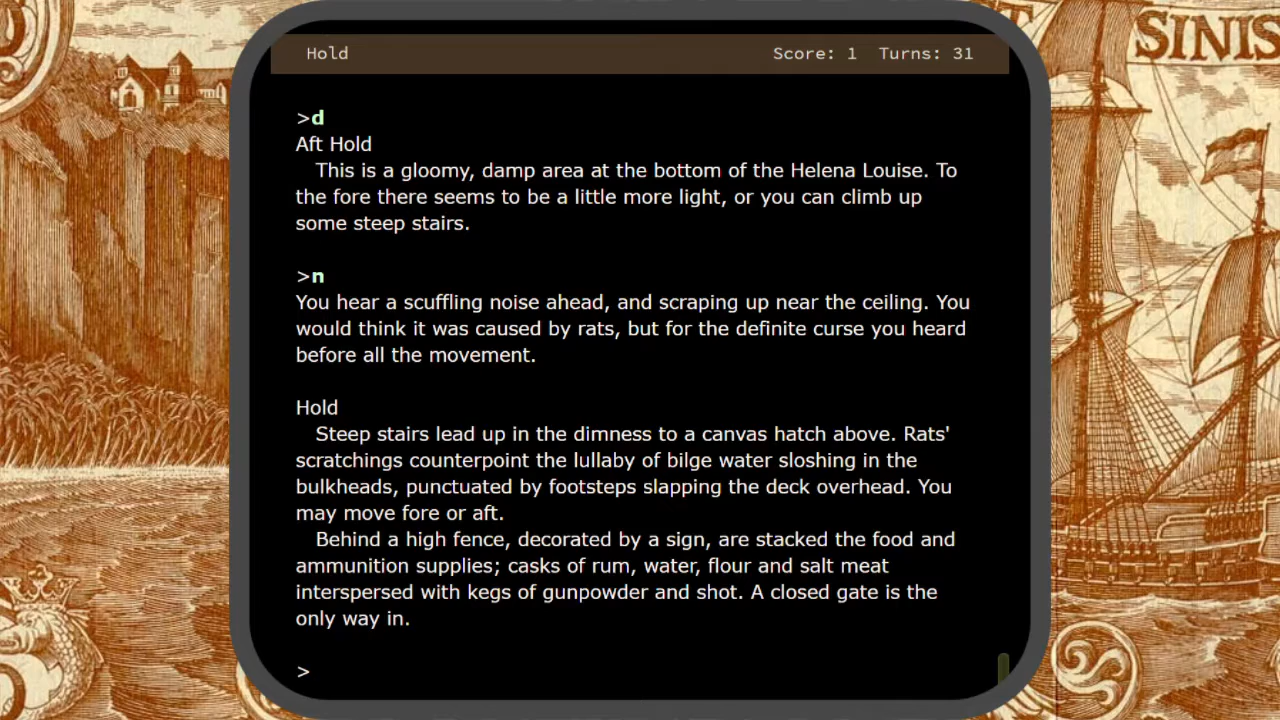 SINIS
Hold Score: 1 Turns: 31
>d
Aft Hold
This is a gloomy, damp area at the bottom of the Helena Louise. To
the fore there seems to be a little more light, or you can climb up
some steep stairs.
>n
You hear a scuffling noise ahead, and scraping up near the ceiling. You
would think it was caused by rats, but for the definite curse you heard
before all the movement.
Hold
Steep stairs lead up in the dimness to a canvas hatch above. Rats'
scratchings counterpoint the lullaby of bilge water sloshing in the
bulkheads, punctuated by footsteps slapping the deck overhead. You
may move fore or aft.
Behind a high fence, decorated by a sign, are stacked the food and
ammunition supplies; casks of rum, water, flour and salt meat
interspersed with kegs of gunpowder and shot. A closed gate is the
only way in.
>